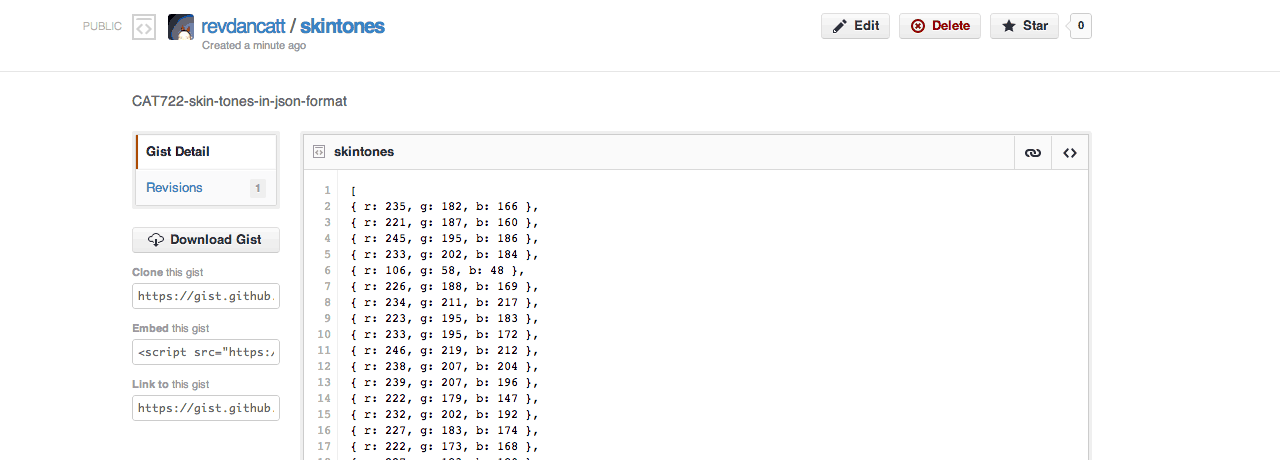 PUBLIC revdancatt / skintones
Created a minute ago
Edit
Delete
Star
0
CAT722-skin-tones-in-json-format
Gist Detail
Revisions 1
Download Gist
Clone this gist
https://gist.github.
Embed this gist
<script src="https:/
Link to this gist
https://gist.github.
skintones
1 [
2 { r: 235, g: 182, b: 166 },
3 { r: 221, g: 187, b: 160 },
4 { r: 245, g: 195, b: 186 },
5 { r: 233, g: 202, b: 184 },
6 { r: 106, g: 58, b: 48 },
7 { r: 226, g: 188, b: 169 },
8 { r: 234, g: 211, b: 217 },
9 { r: 223, g: 195, b: 183 },
10 { r: 233, g: 195, b: 172 },
11 { r: 246, g: 219, b: 212 },
12 { r: 238, g: 207, b: 204 },
13 { r: 239, g: 207, b: 196 },
14 { r: 222, g: 179, b: 147 },
15 { r: 232, g: 202, b: 192 },
16 { r: 227, g: 183, b: 174 },
17 { r: 222, g: 173, b: 168 },